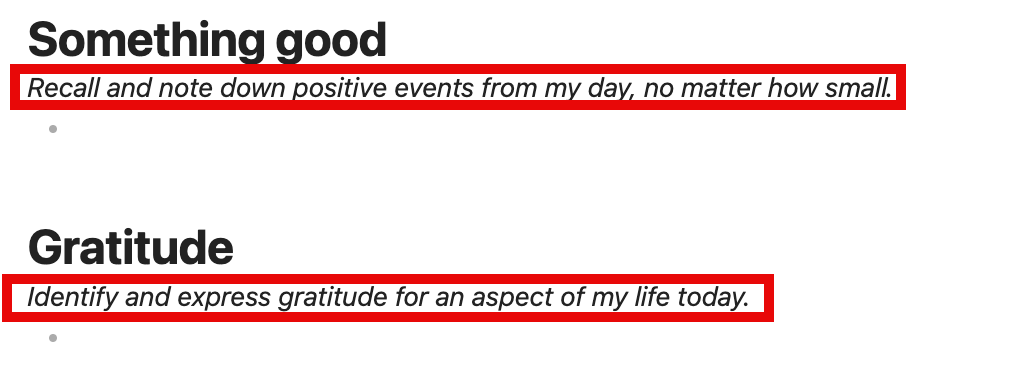 Something good
Recall and note down positive events from my day, no matter how small.
Gratitude
Identify and express gratitude for an aspect of my life today.